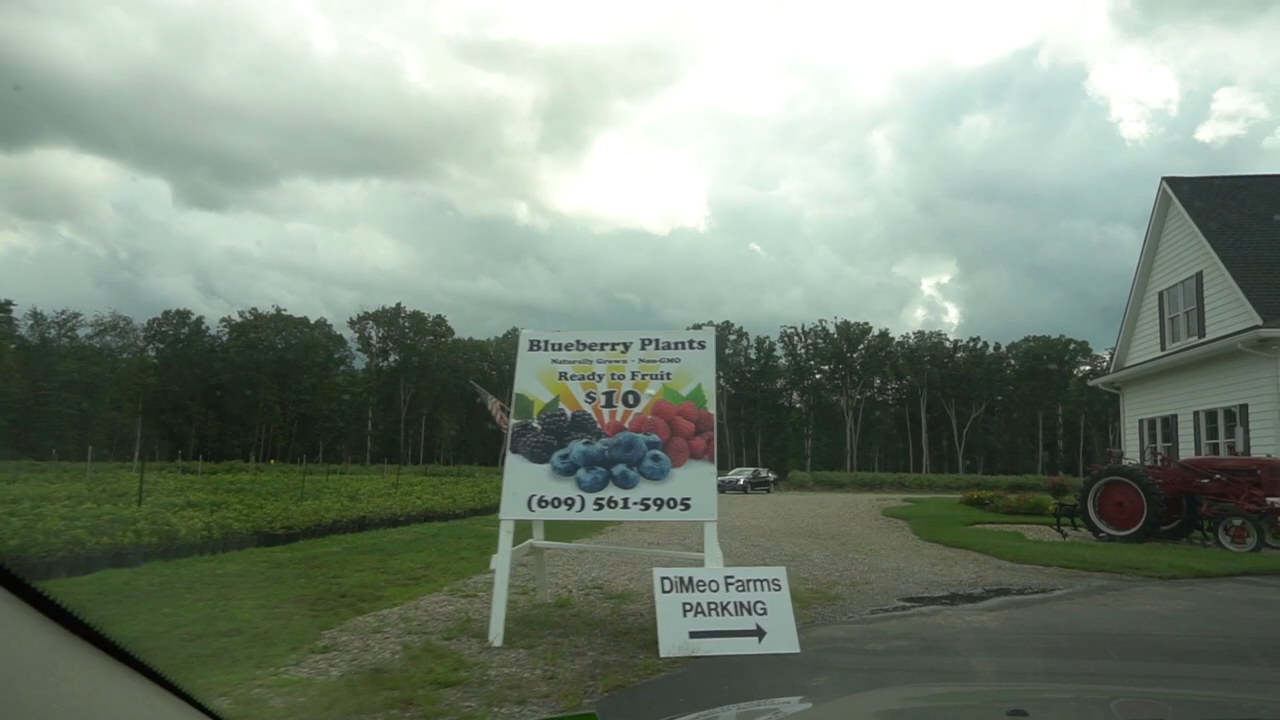 Blueberry Plants
Naturally Grown - Non-GMO
Ready to Fruit
$10
(609) 561-5905
DiMeo Farms
PARKING